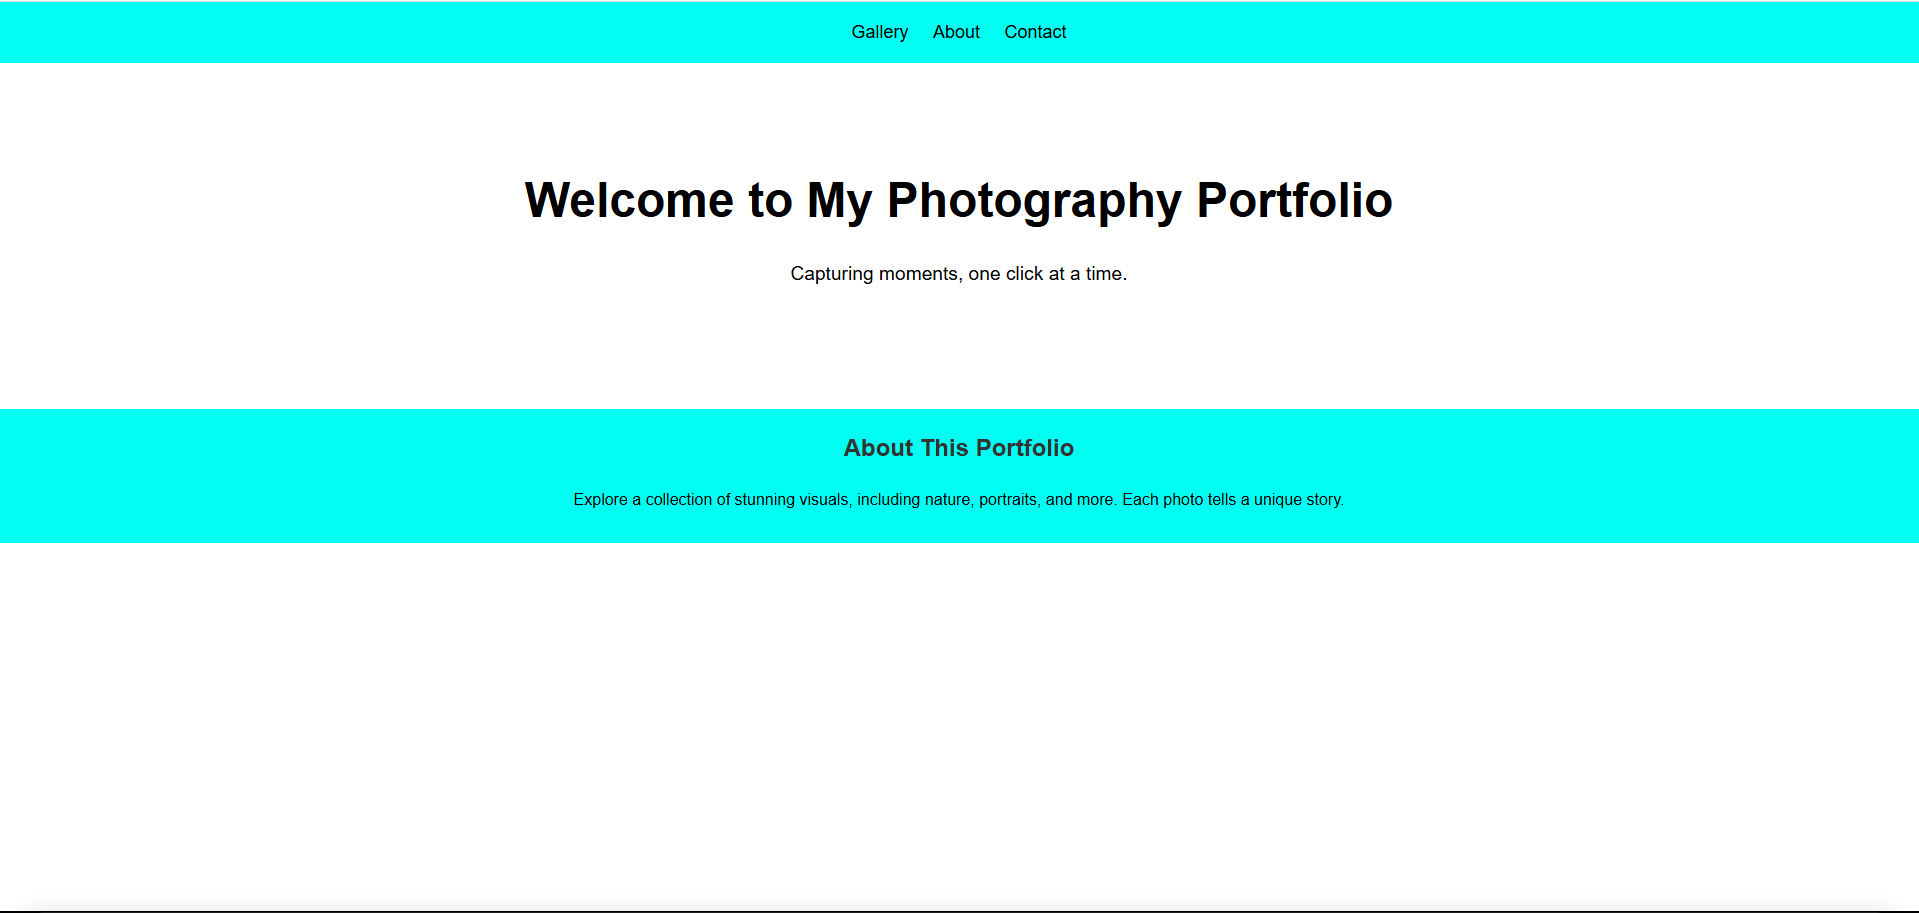 Gallery About Contact
Welcome to My Photography Portfolio
Capturing moments, one click at a time.
About This Portfolio
Explore a collection of stunning visuals, including nature, portraits, and more. Each photo tells a unique story.